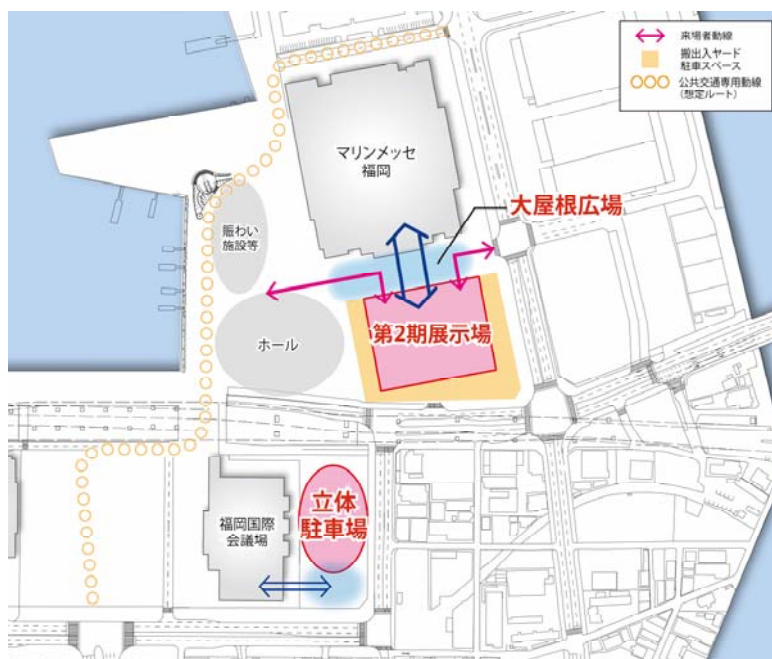 来場者動線
搬出入ヤード
駐車スペース
公共交通専用動線
(想定ルート)
マリンメッセ
福岡
大屋根広場
賑わい
施設等
第2期展示場
ホール
立体
駐車場
福岡国際
会議場